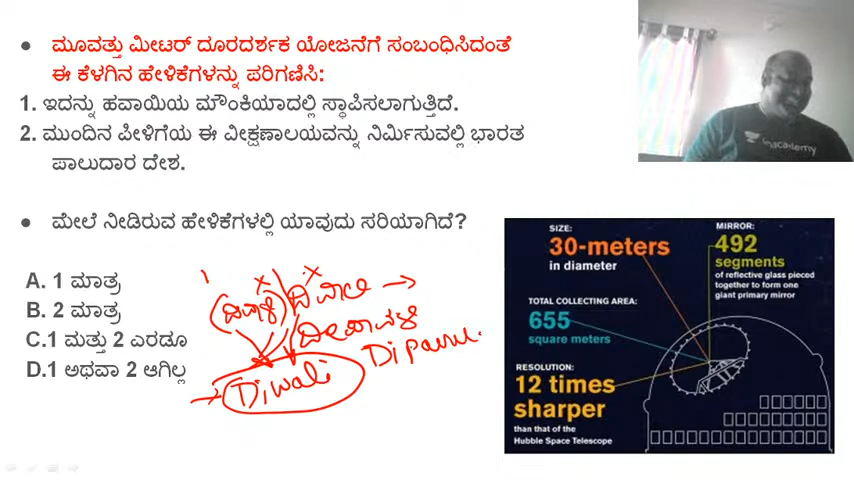 ● ಮೂವತ್ತು ಮೀಟರ್ ದೂರದರ್ಶಕ ಯೋಜನೆಗೆ ಸಂಬಂಧಿಸಿದಂತೆ
ಈ ಕೆಳಗಿನ ಹೇಳಿಕೆಗಳನ್ನು ಪರಿಗಣಿಸಿ:
1. ಇದನ್ನು ಹವಾಯಿಯ ಮೌಂಕಿಯಾದಲ್ಲಿ ಸ್ಥಾಪಿಸಲಾಗುತ್ತಿದೆ.
2. ಮುಂದಿನ ಪೀಳಿಗೆಯ ಈ ವೀಕ್ಷಣಾಲಯವನ್ನು ನಿರ್ಮಿಸುವಲ್ಲಿ ಭಾರತ
ಪಾಲುದಾರ ದೇಶ.
● ಮೇಲೆ ನೀಡಿರುವ ಹೇಳಿಕೆಗಳಲ್ಲಿ ಯಾವುದು ಸರಿಯಾಗಿದೆ?
A. 1 ಮಾತ್ರ
B. 2 ಮಾತ್ರ
C.1 ಮತ್ತು 2 ಎರಡೂ
D.1 ಅಥವಾ 2 ಆಗಿಲ್ಲ
ದೀಪಾವಳಿ
Diwali
SIZE:
30-meters
in diameter
MIRROR:
492
segments
of reflective glass pieced
together to form one
giant primary mirror
TOTAL COLLECTING AREA:
655
square meters
RESOLUTION:
12 times
sharper
than that of the
Hubble Space Telescope